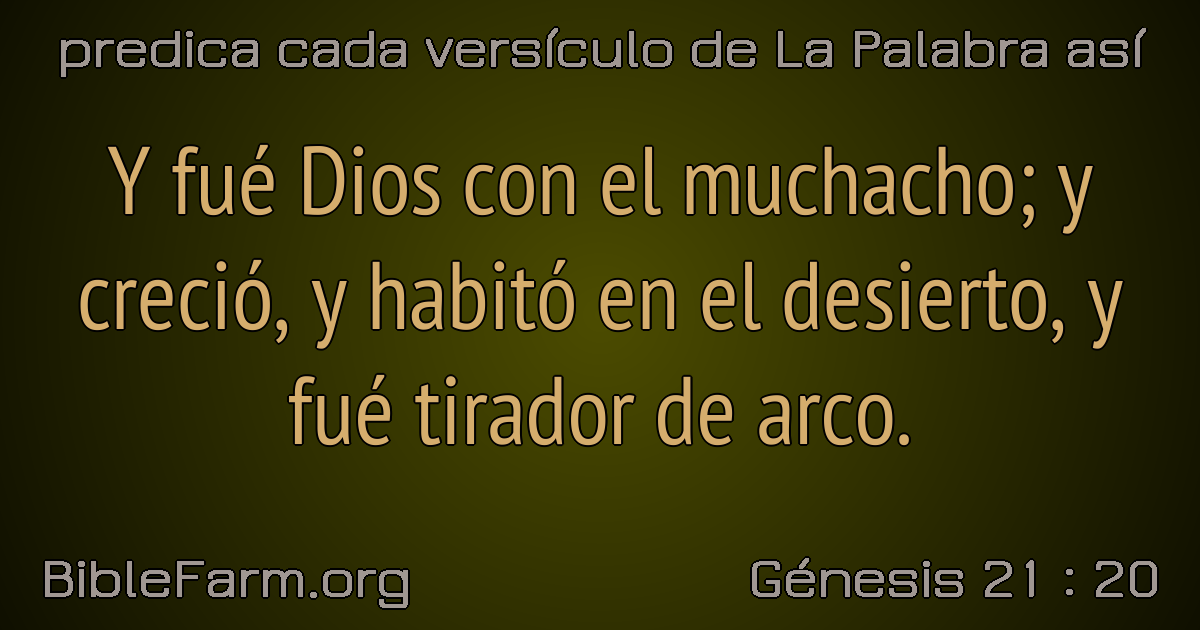 predica cada versículo de La Palabra así
Y fué Dios con el muchacho; y
creció, y habitó en el desierto, y
fué tirador de arco.
BibleFarm.org
Génesis 21 : 20